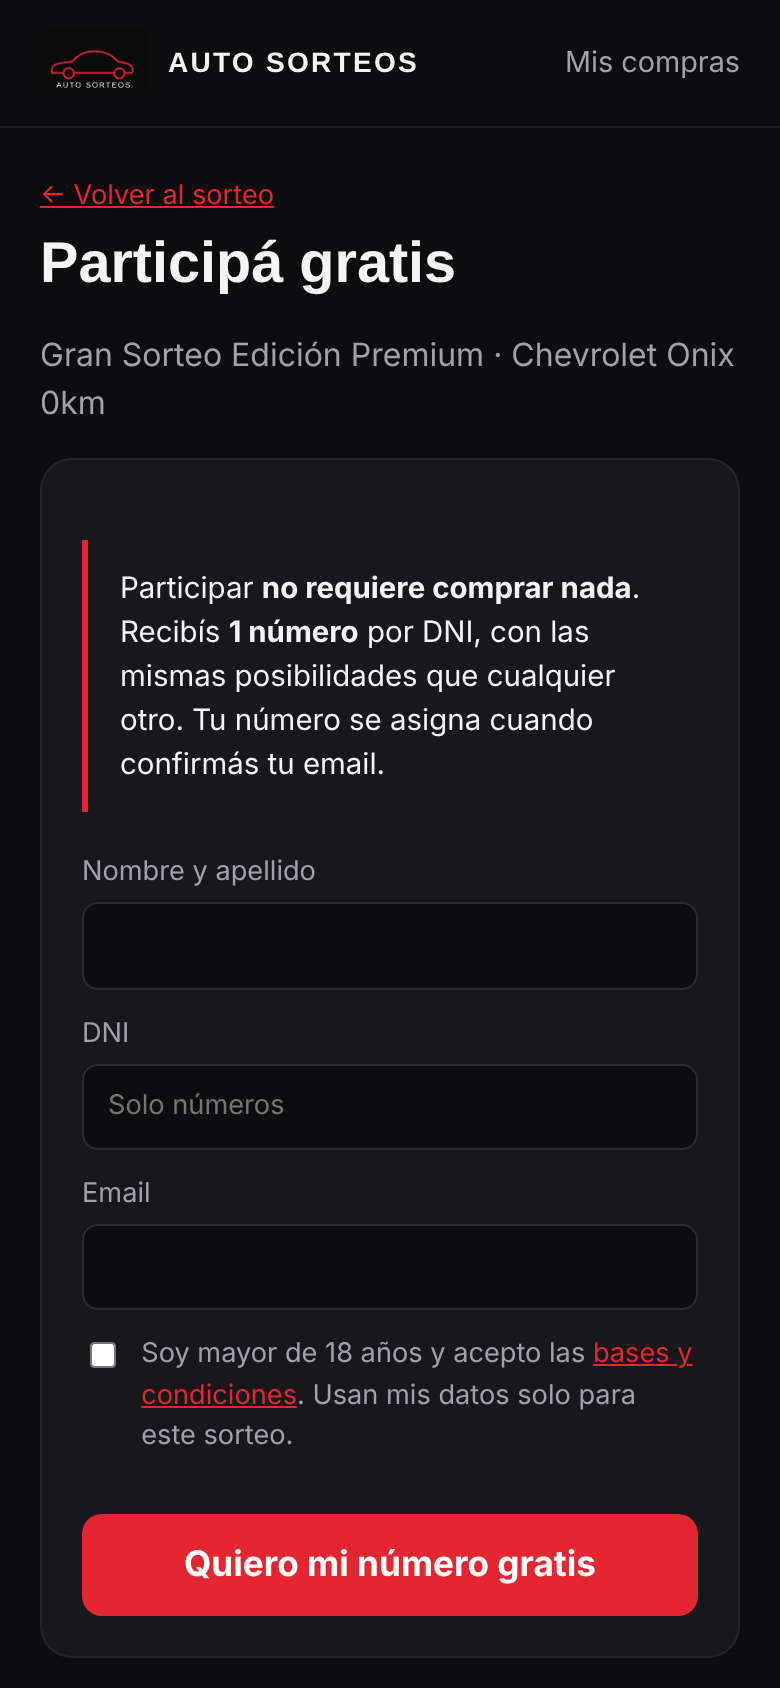 AUTO SORTEOS
AUTO SORTEOS
Mis compras
← Volver al sorteo
Participá gratis
Gran Sorteo Edición Premium · Chevrolet Onix
0km
Participar no requiere comprar nada.
Recibís 1 número por DNI, con las
mismas posibilidades que cualquier
otro. Tu número se asigna cuando
confirmás tu email.
Nombre y apellido
DNI
Solo números
Email
Soy mayor de 18 años y acepto las bases y
condiciones. Usan mis datos solo para
este sorteo.
Quiero mi número gratis